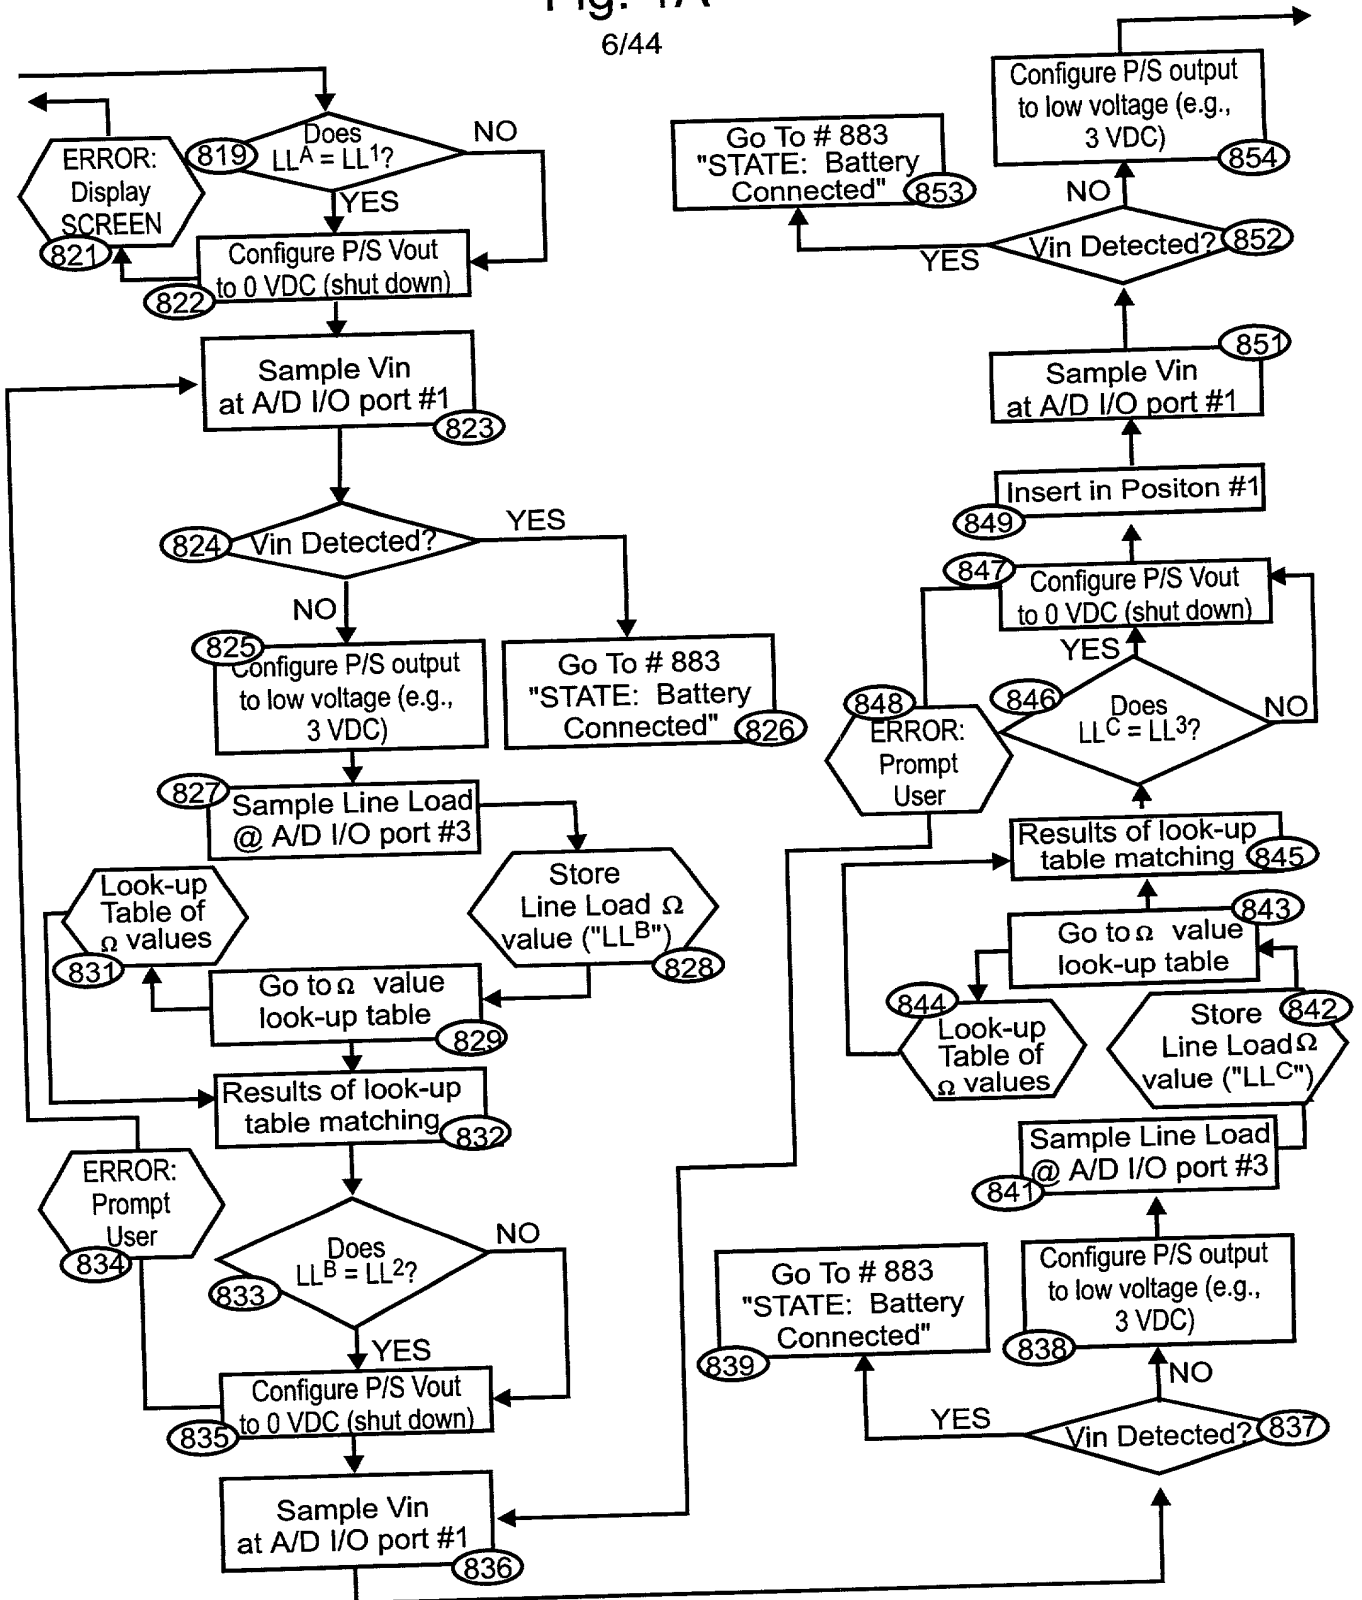 Fig. 4A
6/44
Does
LLA = LL1?
819
NO
YES
ERROR:
Display
SCREEN
821
Configure P/S Vout
to 0 VDC (shut down)
822
Sample Vin
at A/D I/O port #1
823
Vin Detected?
824
YES
NO
825
Configure P/S output
to low voltage (e.g.,
3 VDC)
Go To # 883
"STATE: Battery
Connected"
826
827
Sample Line Load
@ A/D I/O port #3
Store
Line Load Ω
value ("LLB")
828
Look-up
Table of
Ω values
831
Go to Ω value
look-up table
829
Results of look-up
table matching
832
ERROR:
Prompt
User
834
Does
LLB = LL2?
833
NO
YES
Configure P/S Vout
to 0 VDC (shut down)
835
Sample Vin
at A/D I/O port #1
836
Vin Detected?
837
YES
NO
Go To # 883
"STATE: Battery
Connected"
839
Configure P/S output
to low voltage (e.g.,
3 VDC)
838
Sample Line Load
@ A/D I/O port #3
841
Store
Line Load Ω
value ("LLC")
842
843
Go to Ω value
look-up table
844
Look-up
Table of
Ω values
Results of look-up
table matching
845
846
Does
LLC = LL3?
NO
YES
848
ERROR:
Prompt
User
847
Configure P/S Vout
to 0 VDC (shut down)
Insert in Positon #1
849
851
Sample Vin
at A/D I/O port #1
Vin Detected?
852
YES
NO
Go To # 883
"STATE: Battery
Connected"
853
Configure P/S output
to low voltage (e.g.,
3 VDC)
854